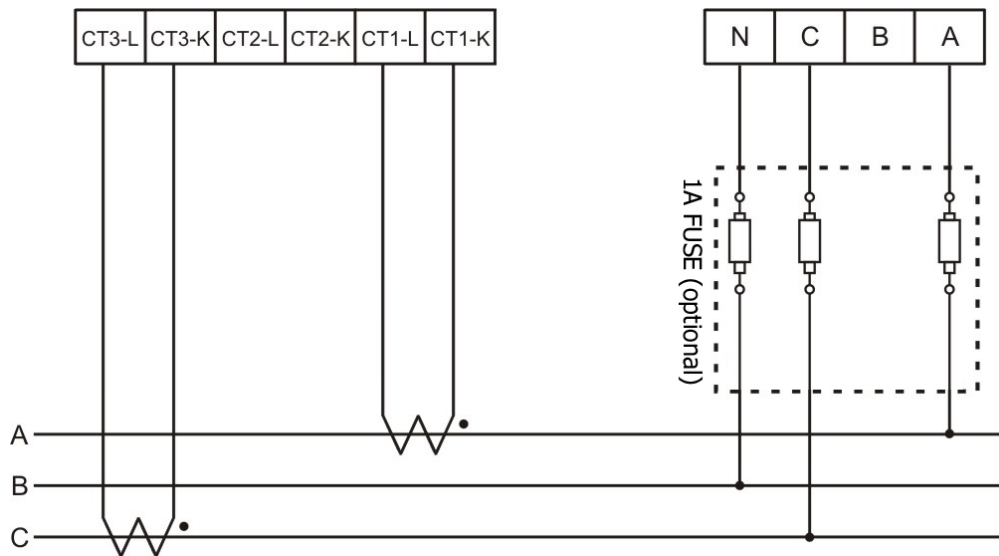 CT3-L CT3-K CT2-L CT2-K CT1-L CT1-K
N C B A
1A FUSE (optional)
A
B
C